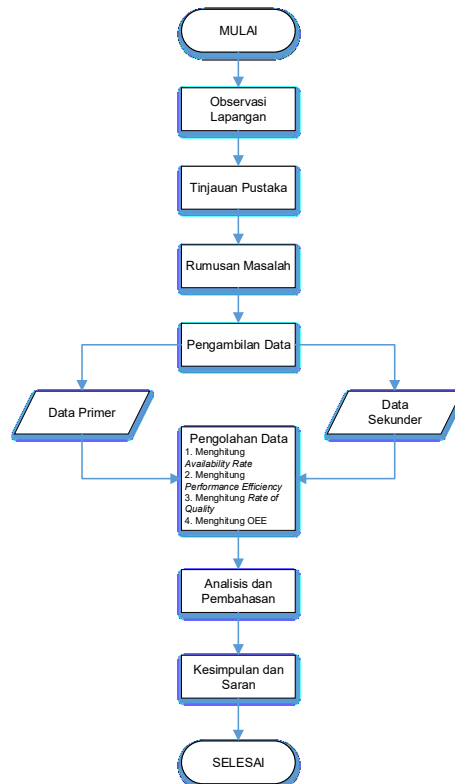 MULAI
Observasi
Lapangan
Tinjauan Pustaka
Rumusan Masalah
Pengambilan Data
Data Primer
Data
Sekunder
Pengolahan Data
1. Menghitung
Availability Rate
2. Menghitung
Performance Efficiency
3. Menghitung Rate of
Quality
4. Menghitung OEE
Analisis dan
Pembahasan
Kesimpulan dan
Saran
SELESAI